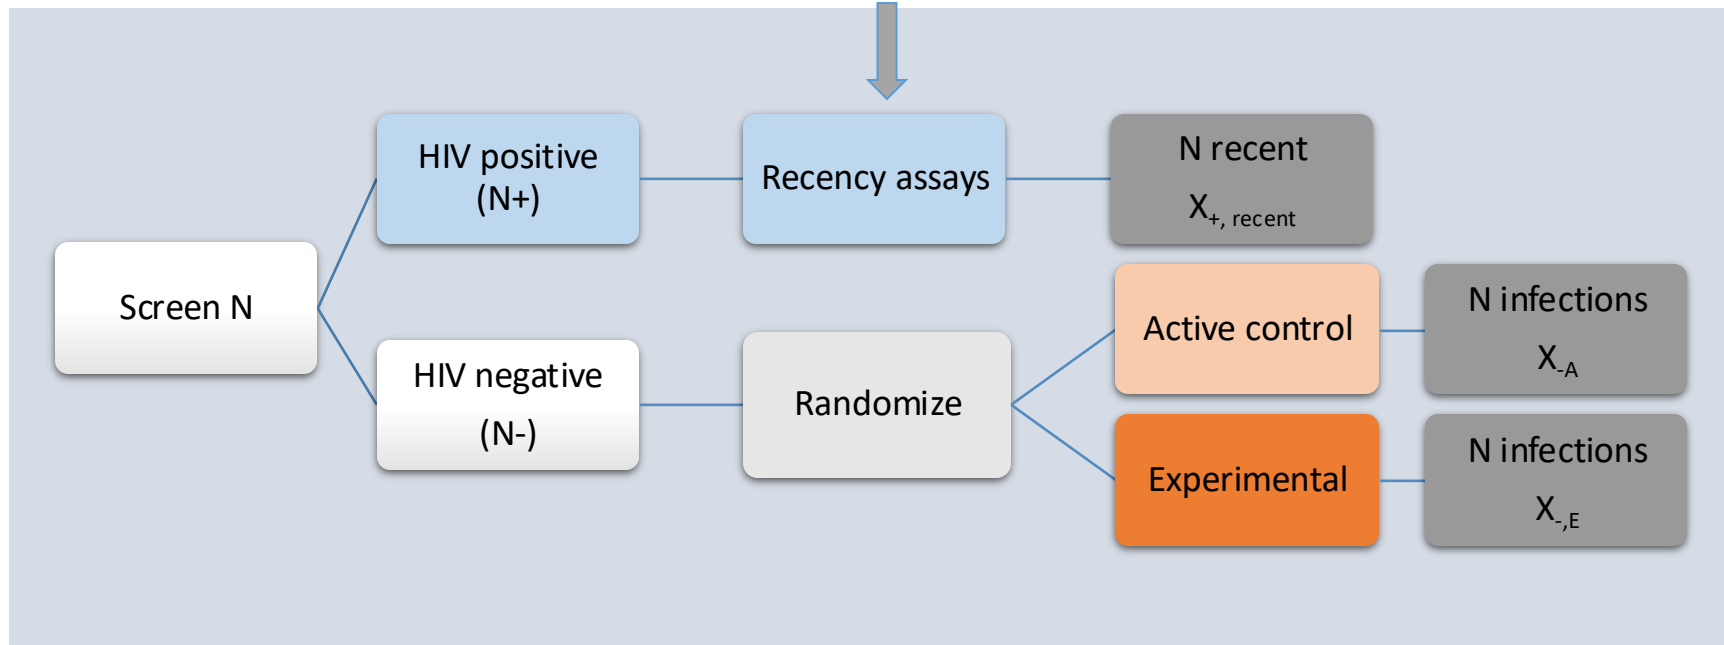 Screen N
HIV positive
(N+)
Recency assays
N recent
X+, recent
HIV negative
(N-)
Randomize
Active control
N infections
X-A
Experimental
N infections
X-,E